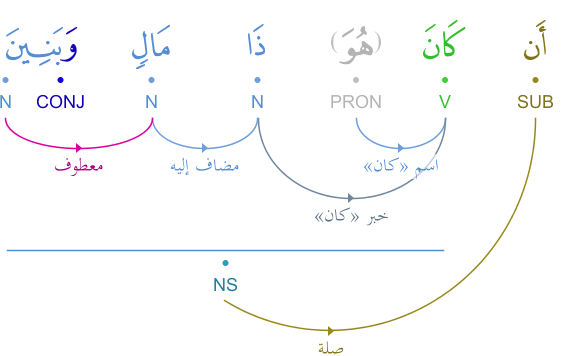 أَن كَانَ (هُوَ) ذَا مَالٍ وَبَنِينَ
SUB V PRON N N CONJ N
اسم «كان» مضاف إليه معطوف
خبر «كان»
NS
صلة